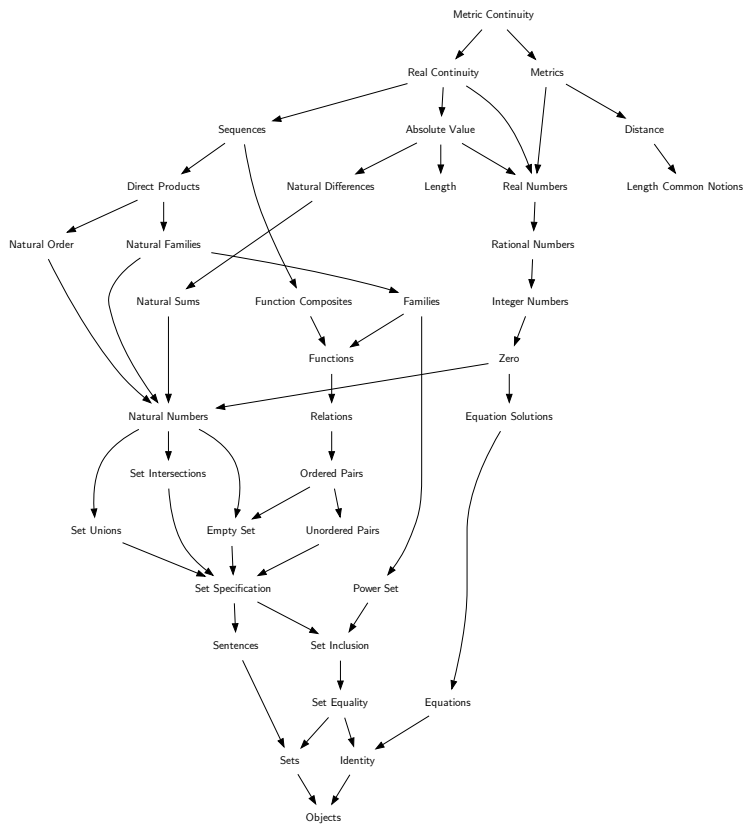 Metric Continuity
Real Continuity
Metrics
Sequences
Absolute Value
Distance
Direct Products
Natural Differences
Length
Real Numbers
Length Common Notions
Natural Order
Natural Families
Rational Numbers
Natural Sums
Function Composites
Families
Integer Numbers
Functions
Zero
Natural Numbers
Relations
Equation Solutions
Set Intersections
Ordered Pairs
Set Unions
Empty Set
Unordered Pairs
Set Specification
Power Set
Sentences
Set Inclusion
Set Equality
Equations
Sets
Identity
Objects